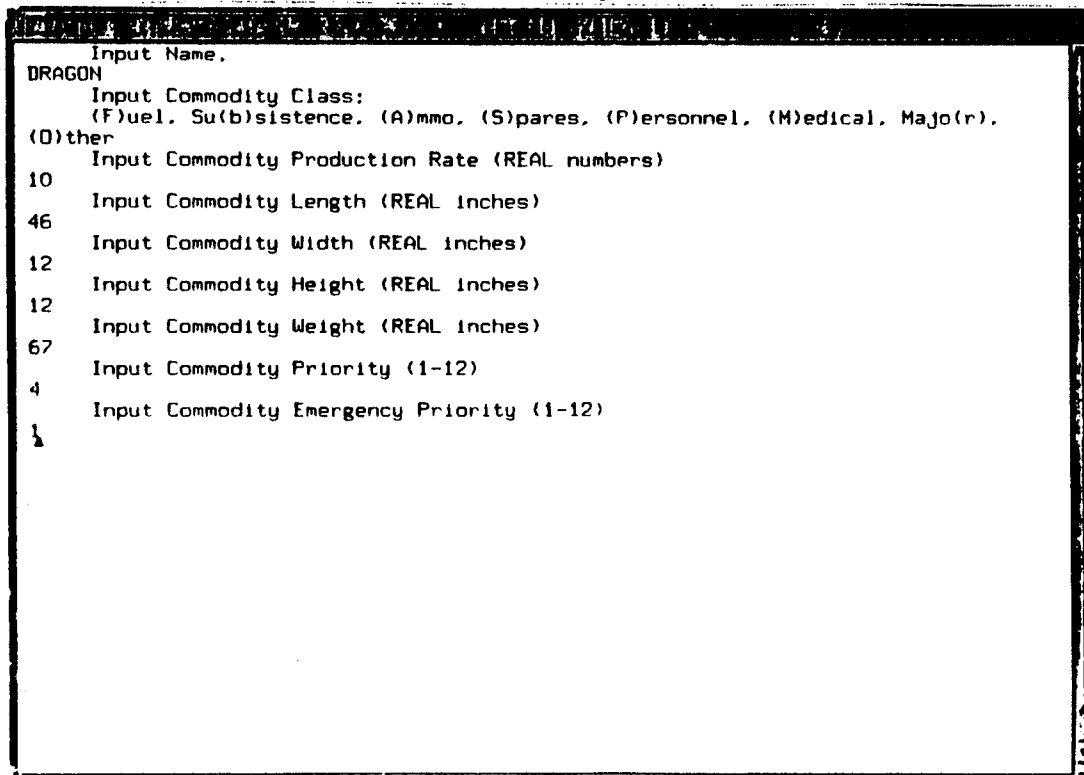 Input Name.
DRAGON
Input Commodity Class:
(F)uel. Su(b)sistence. (A)mmo. (S)pares. (P)ersonnel. (M)edical. Majo(r).
(O)ther
Input Commodity Production Rate (REAL numbers)
10
Input Commodity Length (REAL inches)
46
Input Commodity Width (REAL inches)
12
Input Commodity Height (REAL inches)
12
Input Commodity Weight (REAL inches)
67
Input Commodity Priority (1-12)
4
Input Commodity Emergency Priority (1-12)
1